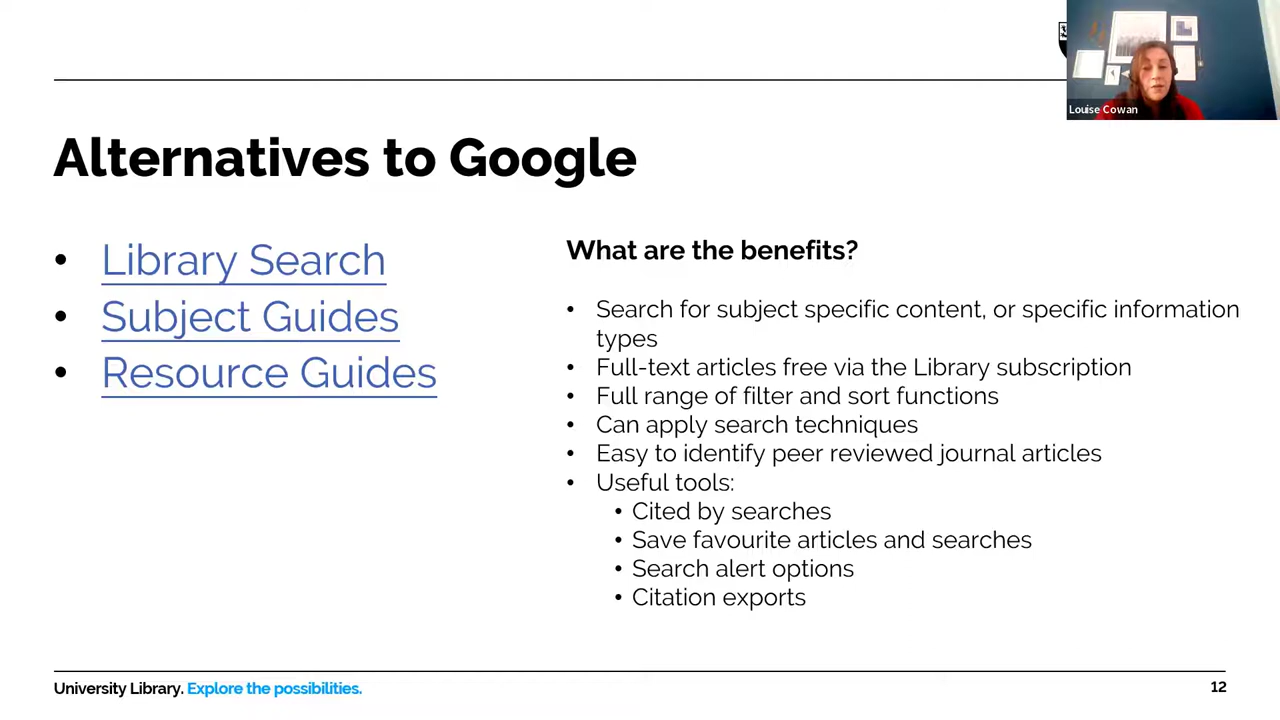 Louise Cowan
Alternatives to Google
• Library Search
• Subject Guides
• Resource Guides
What are the benefits?
• Search for subject specific content, or specific information
types
• Full-text articles free via the Library subscription
• Full range of filter and sort functions
• Can apply search techniques
• Easy to identify peer reviewed journal articles
• Useful tools:
• Cited by searches
• Save favourite articles and searches
• Search alert options
• Citation exports
University Library. Explore the possibilities.
12